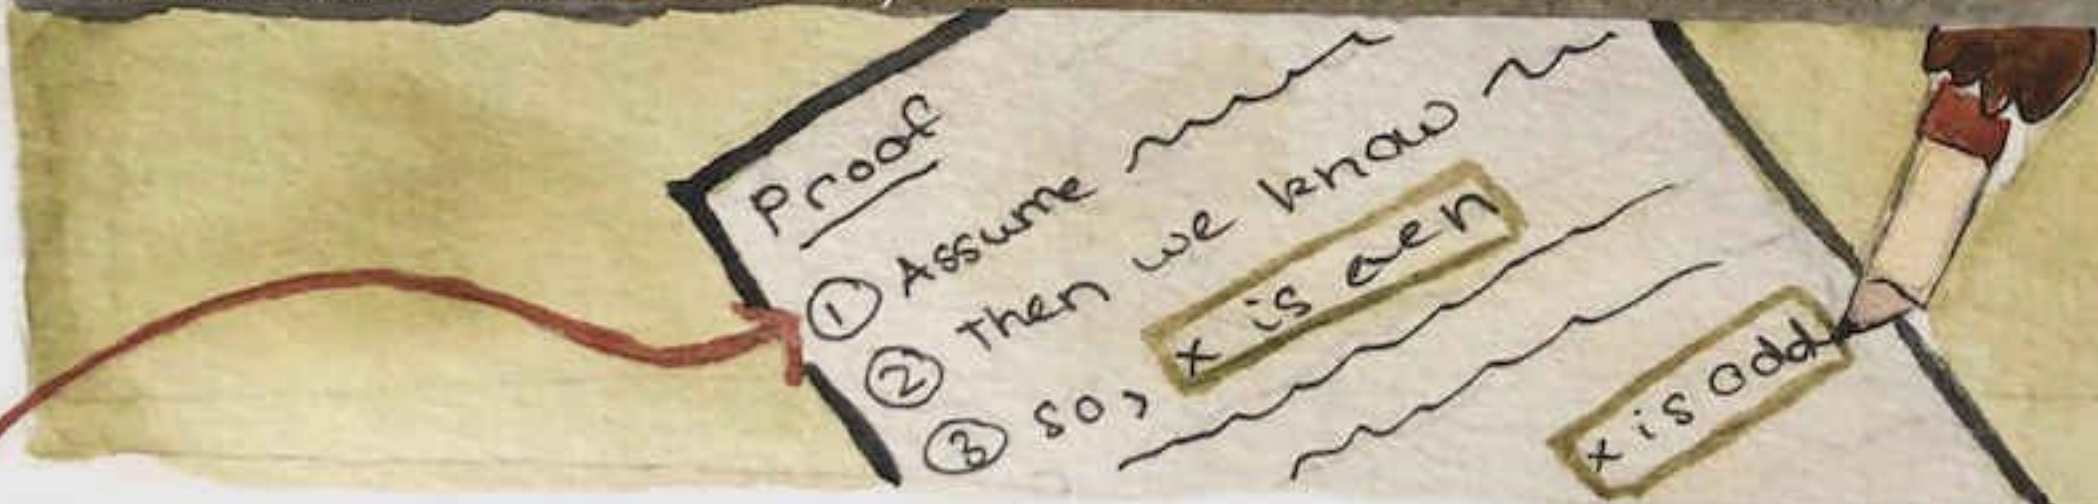 Proof
① Assume
② Then we know
③ so, x is even
x is odd